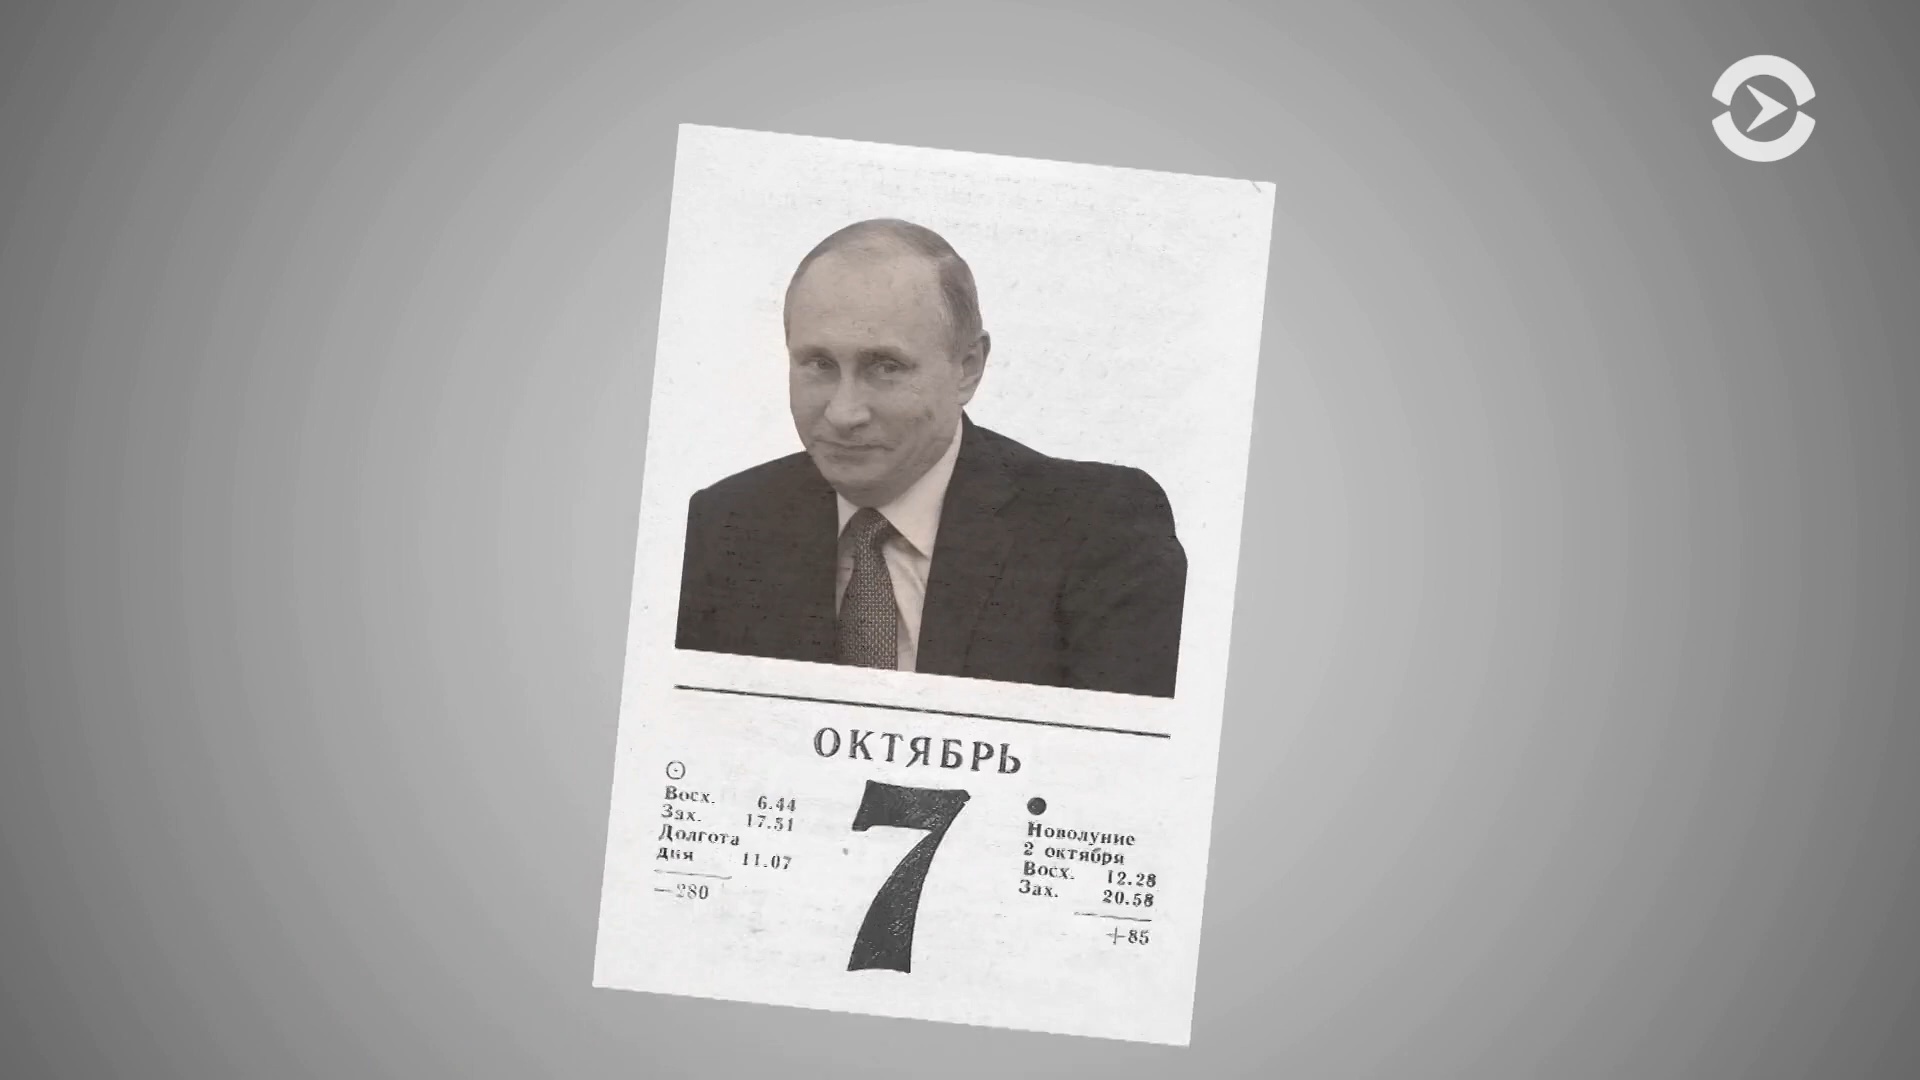 ОКТЯБРЬ
7
Восх. 6.44
Зах. 17.51
Долгота
дня 11.07
—280
Новолуние
2 октября
Восх. 12.28
Зах. 20.58
+85